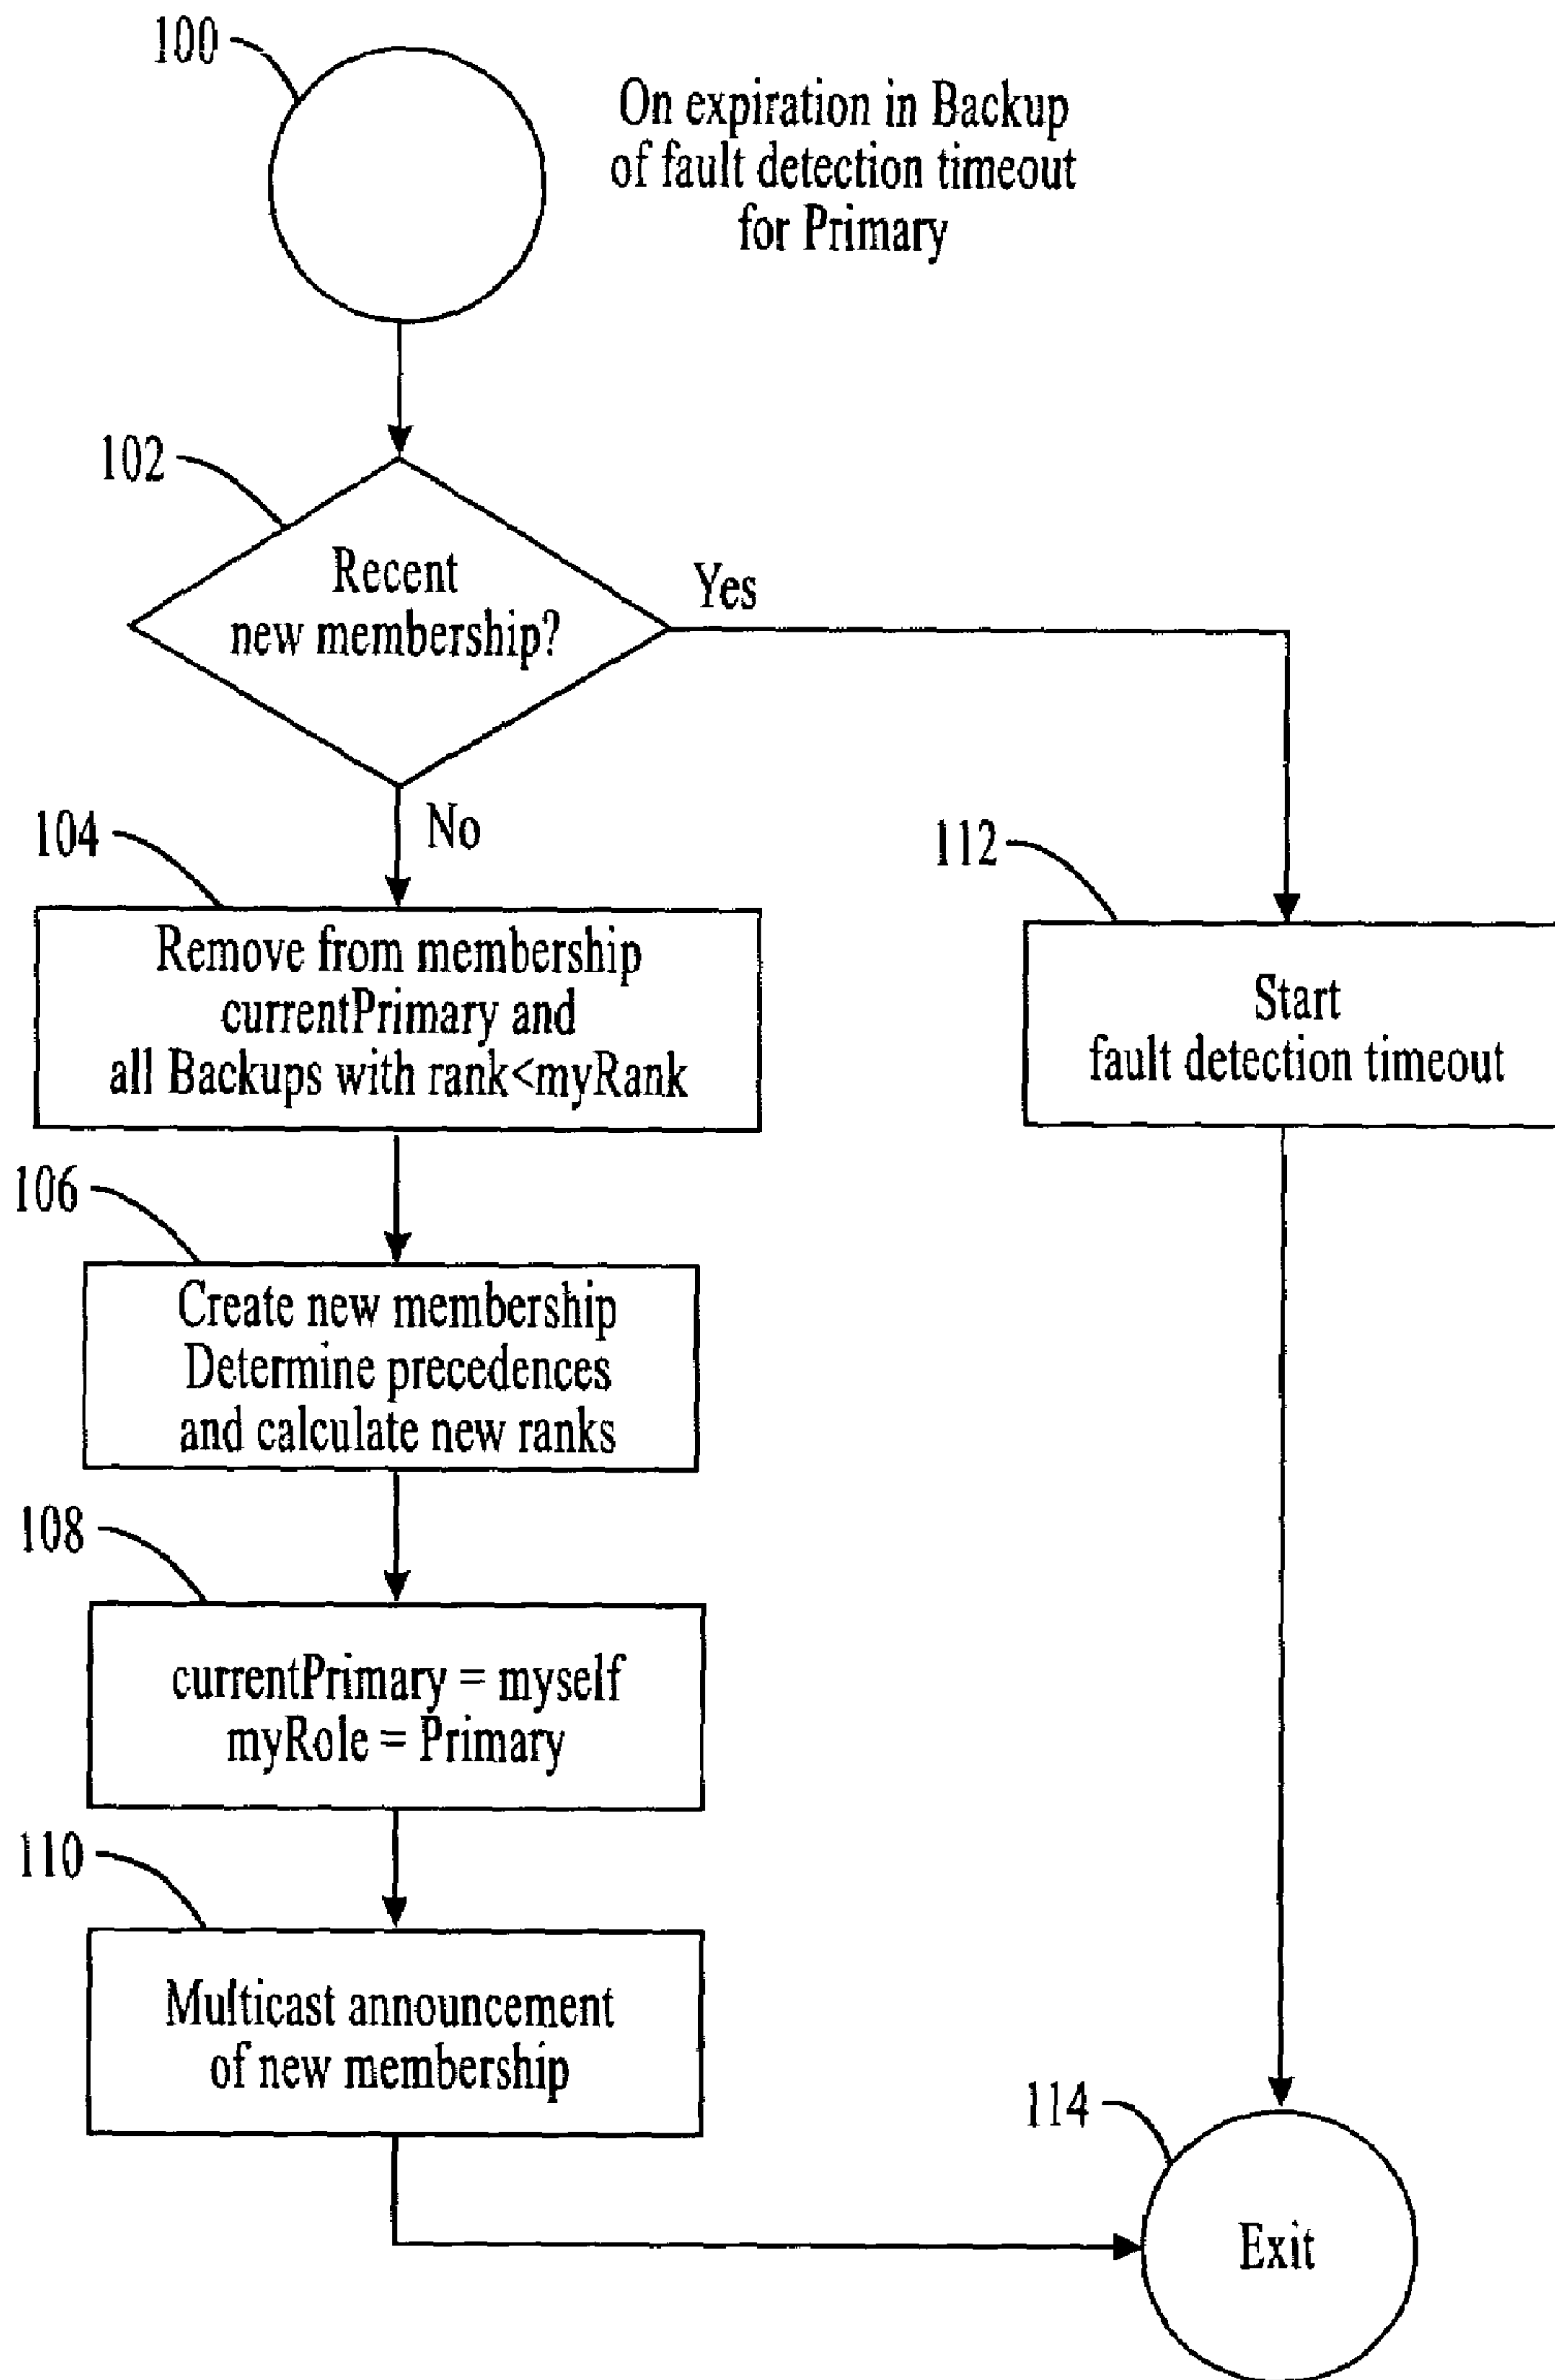 100
On expiration in Backup
of fault detection timeout
for Primary
102
Recent
new membership?
Yes
No
104
Remove from membership
currentPrimary and
all Backups with rank<myRank
112
Start
fault detection timeout
106
Create new membership
Determine precedences
and calculate new ranks
108
currentPrimary = myself
myRole = Primary
110
Multicast announcement
of new membership
114
Exit